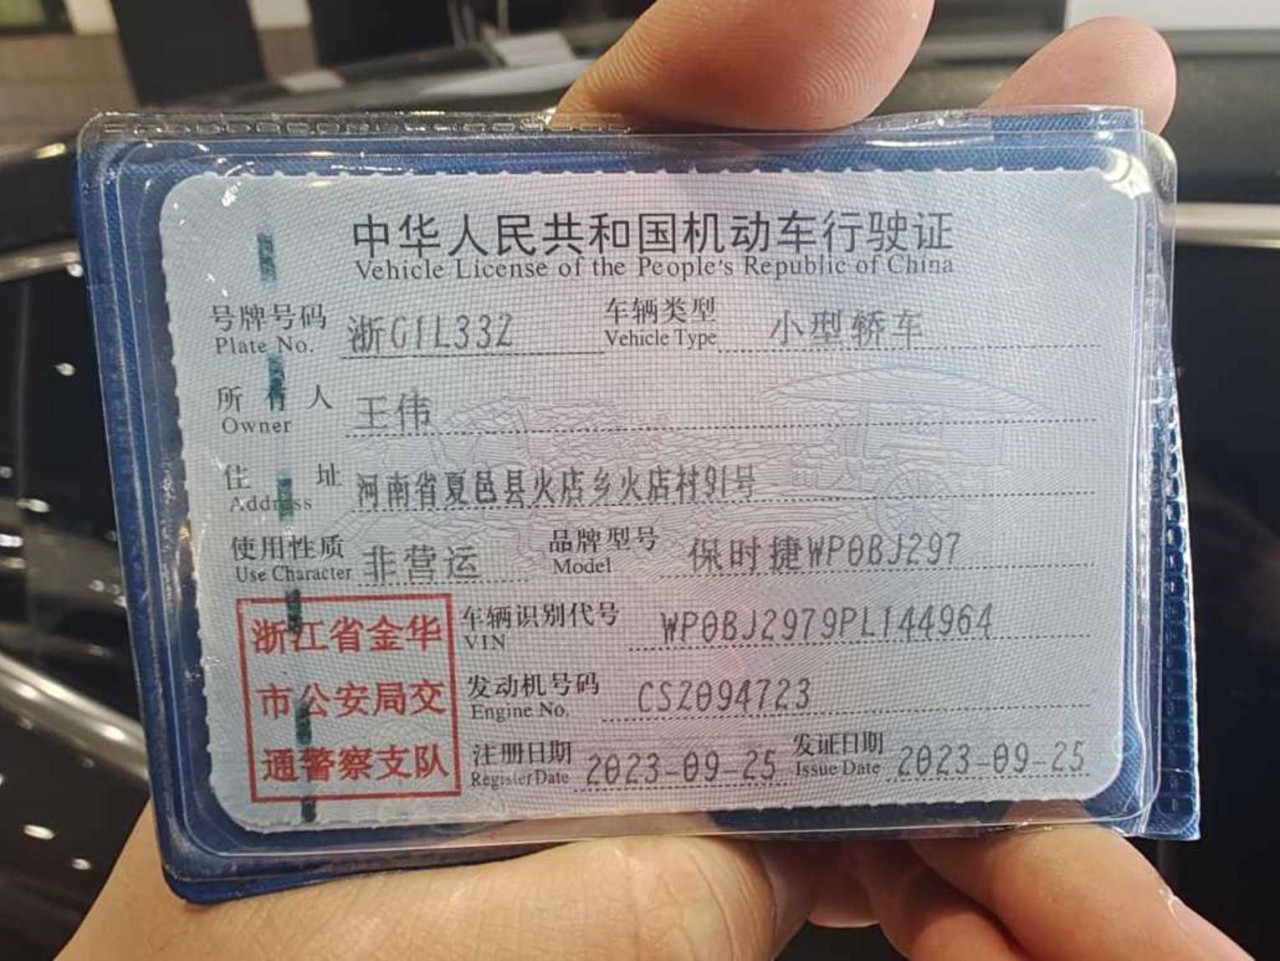 中华人民共和国机动车行驶证
Vehicle License of the People's Republic of China
号牌号码 浙G1L33Z 车辆类型 小型轿车
Plate No. Vehicle Type
所有人 王伟
Owner
住址 河南省夏邑县火店乡火店村91号
Address
使用性质 非营运 品牌型号 保时捷WP0BJ297
Use Character Model
浙江省金华
市公安局交
通警察支队
车辆识别代号 WP0BJ2979PL144964
VIN
发动机号码 CSZ094723
Engine No.
注册日期 2023-09-25 发证日期 2023-09-25
Register Date Issue Date